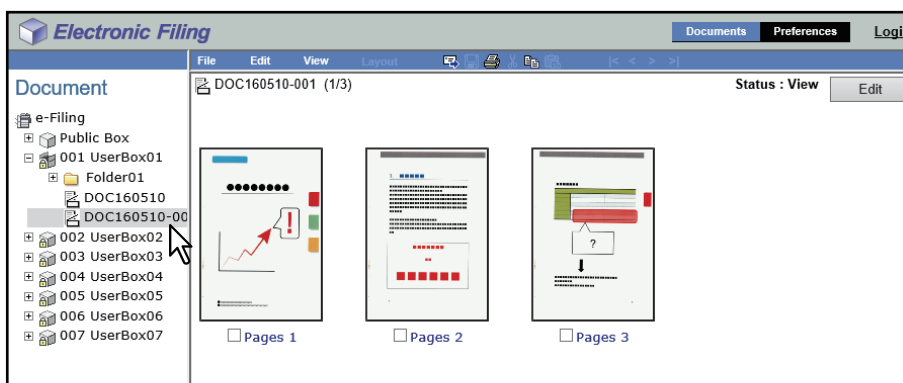 Electronic Filing
Documents Preferences Logi
File Edit View Layout |< < > >|
Document
DOC160510-001 (1/3)
Status : View Edit
e-Filing
Public Box
001 UserBox01
Folder01
DOC160510
DOC160510-00
002 UserBox02
003 UserBox03
004 UserBox04
005 UserBox05
006 UserBox06
007 UserBox07
!
?
Pages 1 Pages 2 Pages 3